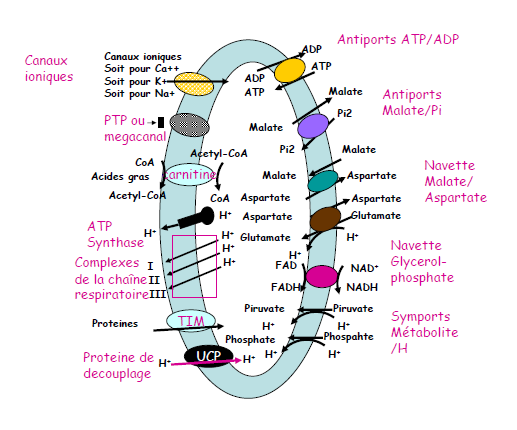 Canaux
ioniques
Canaux ioniques
Soit pour Ca++
Soit pour K+
Soit pour Na+
PTP ou
megacanal
CoA
Acetyl-CoA
Acides gras
Carnitine
Acetyl-CoA
CoA
ATP
Synthase
H+
H+
Complexes
de la chaîne
respiratoire
I
II
III
H+
H+
H+
Proteines
TIM
Proteine de
decouplage
H+
UCP
H+
Antiports ATP/ADP
ADP
ADP
ATP
ATP
Antiports
Malate/Pi
Malate
Pi2
Malate
Pi2
Navette
Malate/
Aspartate
Malate
Malate
Aspartate
Aspartate
Aspartate
Aspartate
Glutamate
Glutamate
H+
H+
Navette
Glycerol-
phosphate
FAD
NAD+
FADH
NADH
Symports
Métabolite
/H
Piruvate
Piruvate
H+
H+
Phosphate
Phospahte
H+
H+